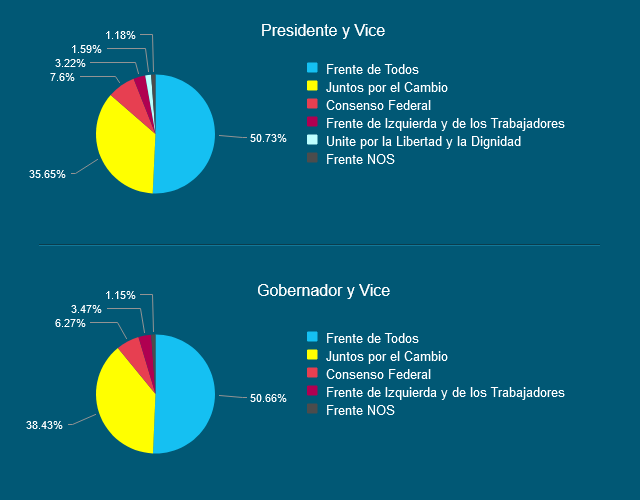 Presidente y Vice
1.18%
1.59%
3.22%
7.6%
50.73%
35.65%
Frente de Todos
Juntos por el Cambio
Consenso Federal
Frente de Izquierda y de los Trabajadores
Unite por la Libertad y la Dignidad
Frente NOS
Gobernador y Vice
1.15%
3.47%
6.27%
50.66%
38.43%
Frente de Todos
Juntos por el Cambio
Consenso Federal
Frente de Izquierda y de los Trabajadores
Frente NOS